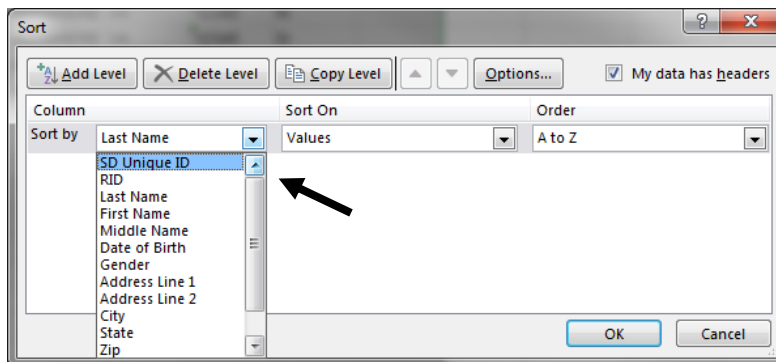 Sort
Add Level Delete Level Copy Level Options... My data has headers
Column Sort On Order
Sort by Last Name Values A to Z
SD Unique ID
RID
Last Name
First Name
Middle Name
Date of Birth
Gender
Address Line 1
Address Line 2
City
State
Zip
OK Cancel